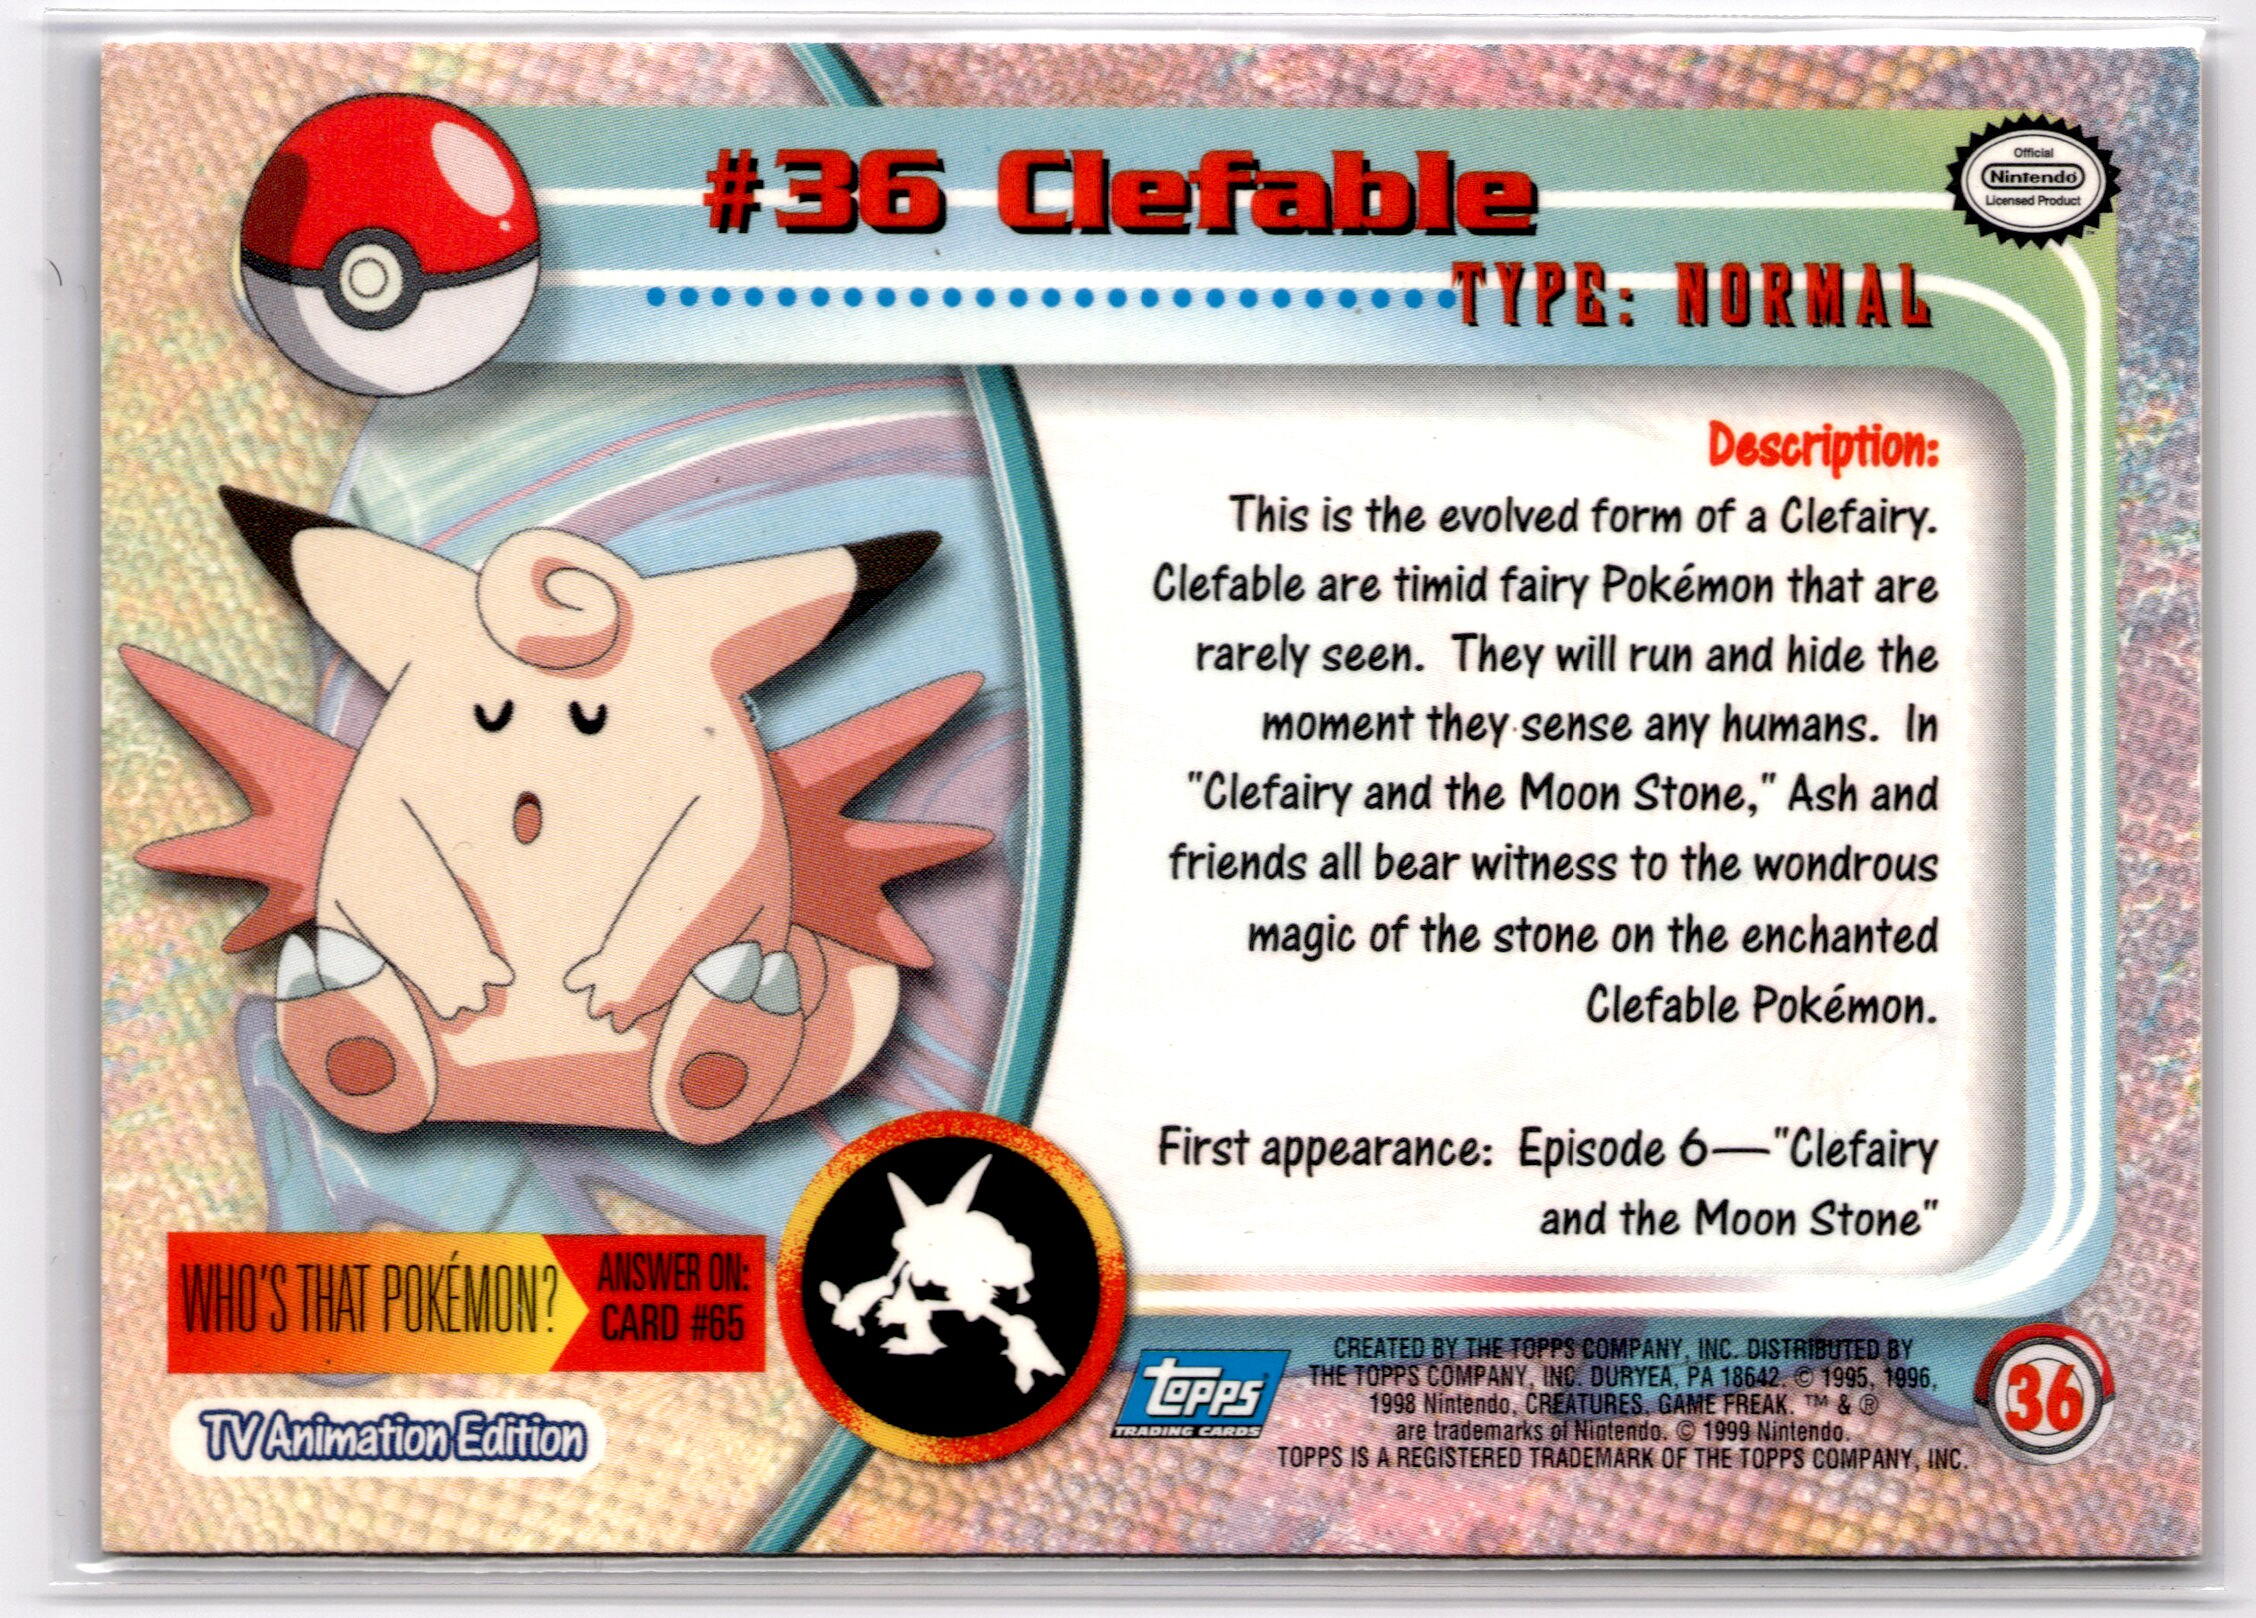 #36 Clefable
Official
Nintendo
Licensed Product
TYPE: NORMAL
Description:
This is the evolved form of a Clefairy.
Clefable are timid fairy Pokémon that are
rarely seen. They will run and hide the
moment they sense any humans. In
"Clefairy and the Moon Stone," Ash and
friends all bear witness to the wondrous
magic of the stone on the enchanted
Clefable Pokémon.
First appearance: Episode 6—"Clefairy
and the Moon Stone"
WHO'S THAT POKÉMON?
ANSWER ON:
CARD #65
TV Animation Edition
topps
TRADING CARDS
CREATED BY THE TOPPS COMPANY, INC. DISTRIBUTED BY
THE TOPPS COMPANY, INC. DURYEA, PA 18642. © 1995, 1996,
1998 Nintendo, CREATURES. GAME FREAK. ™ & ®
are trademarks of Nintendo. © 1999 Nintendo.
TOPPS IS A REGISTERED TRADEMARK OF THE TOPPS COMPANY, INC.
36